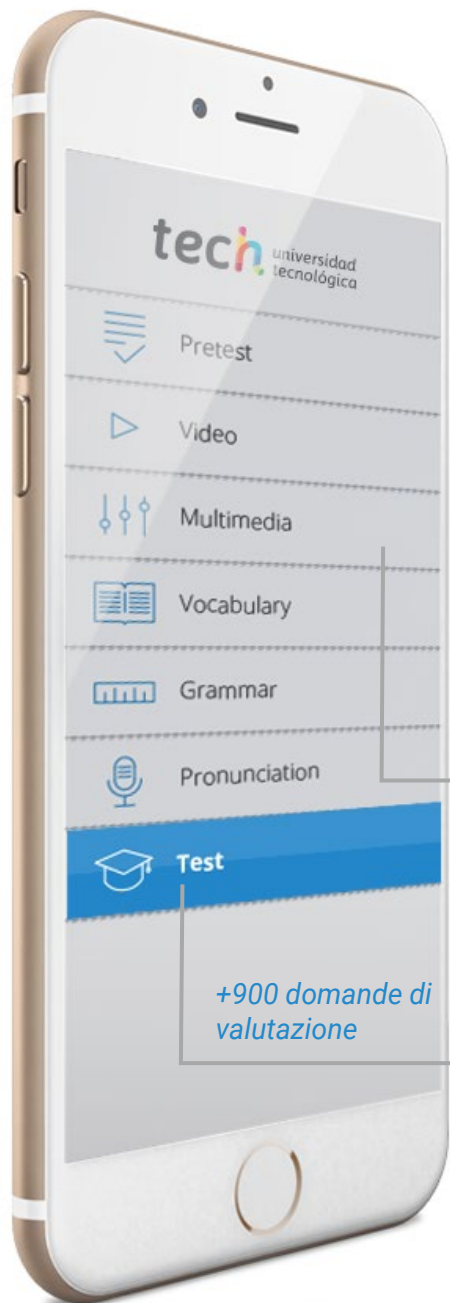 tech universidad
tecnológica
Pretest
Video
Multimedia
Vocabulary
Grammar
Pronunciation
Test
+900 domande di
valutazione